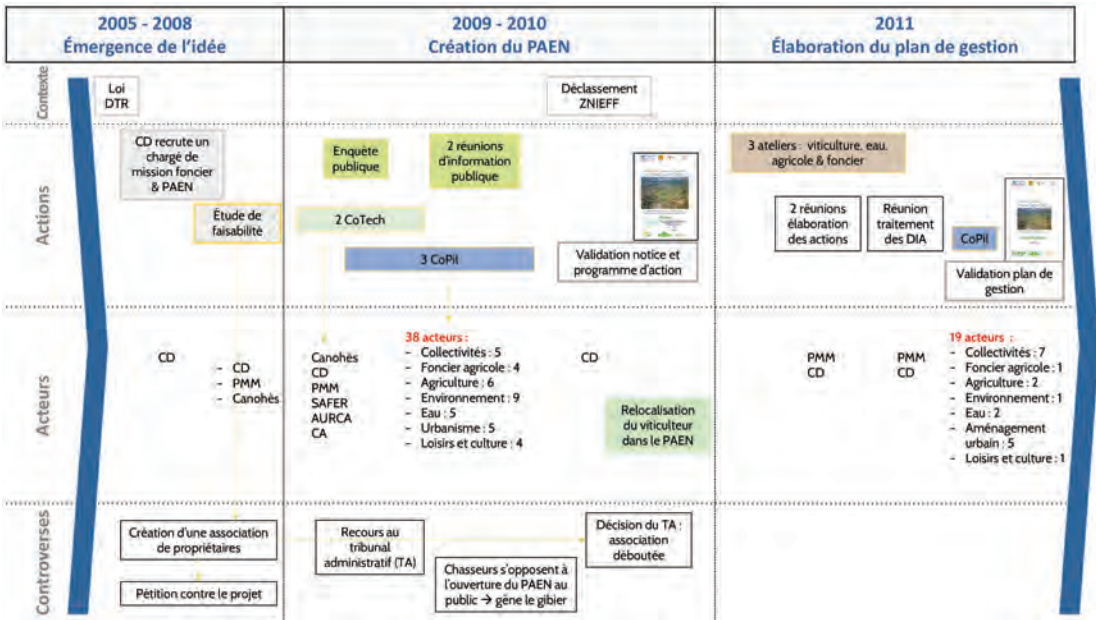 2005 - 2008
Émergence de l'idée
2009 - 2010
Création du PAEN
2011
Élaboration du plan de gestion
Contexte
Loi
DTR
Déclassement
ZNIEFF
Actions
CD recrute un
chargé de
mission foncier
& PAEN
Étude de
faisabilité
Enquête
publique
2 réunions
d'information
publique
2 CoTech
3 CoPil
Validation notice et
programme d'action
3 ateliers : viticulture, eau,
agricole & foncier
2 réunions
élaboration
des actions
Réunion
traitement
des DIA
CoPil
Validation plan de
gestion
Acteurs
CD
- CD
- PMM
- Canohès
Canohès
CD
PMM
SAFER
AURCA
CA
38 acteurs :
- Collectivités : 5
- Foncier agricole : 4
- Agriculture : 6
- Environnement : 9
- Eau : 5
- Urbanisme : 5
- Loisirs et culture : 4
CD
Relocalisation
du viticulteur
dans le PAEN
PMM
CD
PMM
CD
19 acteurs :
- Collectivités : 7
- Foncier agricole : 1
- Agriculture : 2
- Environnement : 1
- Eau : 2
- Aménagement
urbain : 5
- Loisirs et culture : 1
Controverses
Création d'une association
de propriétaires
Pétition contre le projet
Recours au
tribunal
administratif (TA)
Chasseurs s'opposent à
l'ouverture du PAEN au
public → gêne le gibier
Décision du TA :
association
déboutée